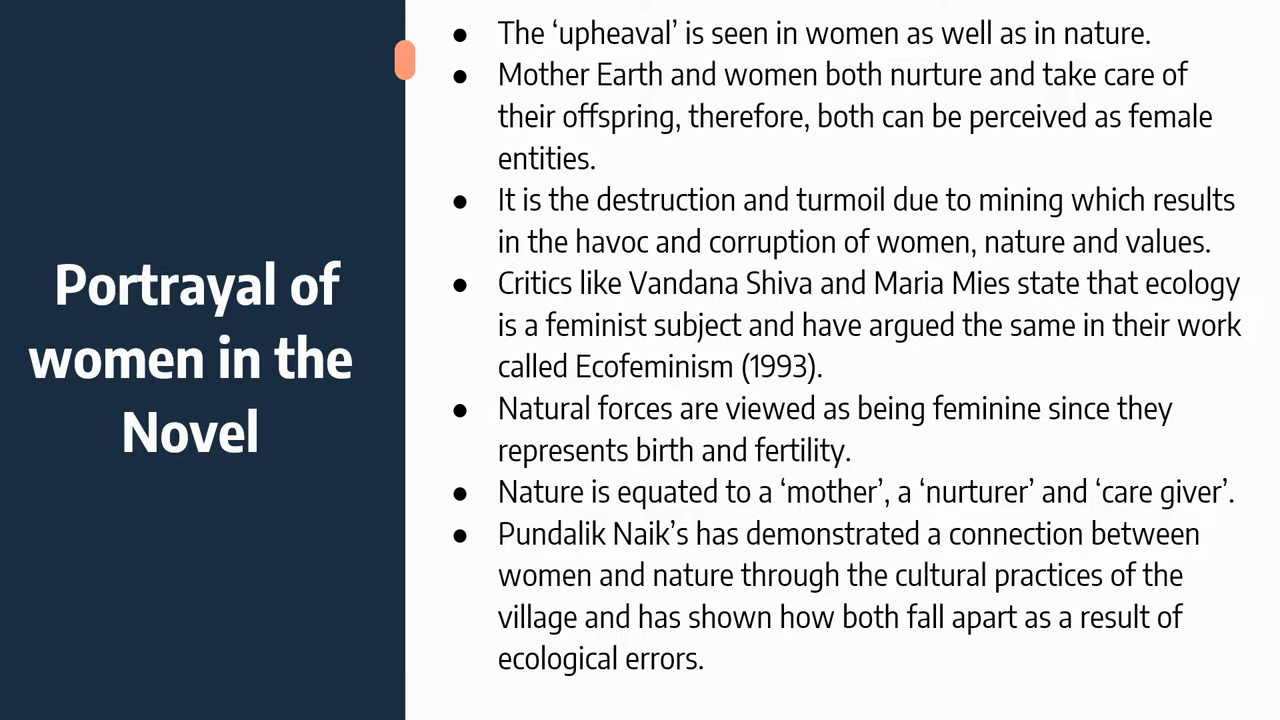 Portrayal of
women in the
Novel
● The ‘upheaval’ is seen in women as well as in nature.
● Mother Earth and women both nurture and take care of
their offspring, therefore, both can be perceived as female
entities.
● It is the destruction and turmoil due to mining which results
in the havoc and corruption of women, nature and values.
● Critics like Vandana Shiva and Maria Mies state that ecology
is a feminist subject and have argued the same in their work
called Ecofeminism (1993).
● Natural forces are viewed as being feminine since they
represents birth and fertility.
● Nature is equated to a ‘mother’, a ‘nurturer’ and ‘care giver’.
● Pundalik Naik’s has demonstrated a connection between
women and nature through the cultural practices of the
village and has shown how both fall apart as a result of
ecological errors.